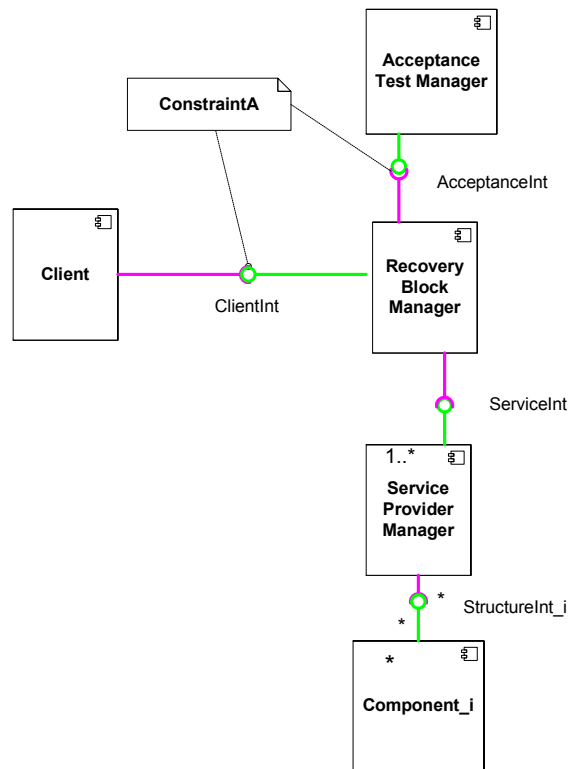 Acceptance
Test Manager
ConstraintA
AcceptanceInt
Client
Recovery
Block
Manager
ClientInt
ServiceInt
1..*
Service
Provider
Manager
*
StructureInt_i
*
*
Component_i